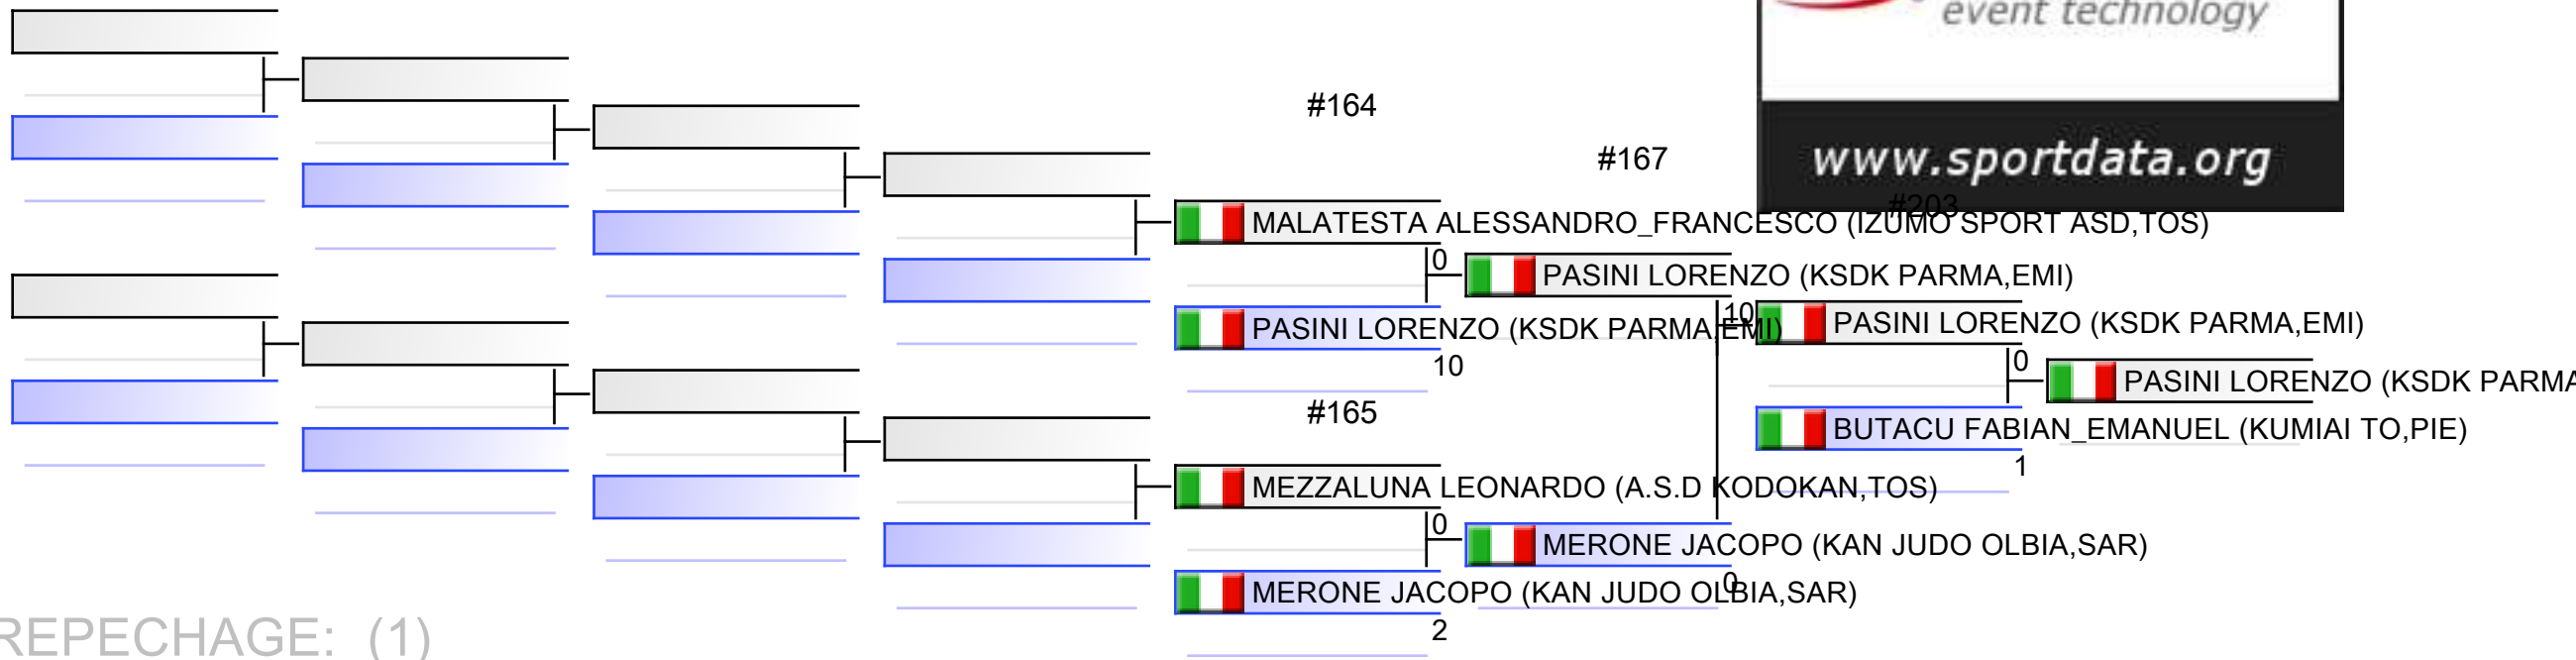 event technology
#164
#167
www.sportdata.org
#203
MALATESTA ALESSANDRO_FRANCESCO (IZUMO SPORT ASD,TOS)
0
PASINI LORENZO (KSDK PARMA,EMI)
10
PASINI LORENZO (KSDK PARMA,EMI)
PASINI LORENZO (KSDK PARMA,EMI)
10
0
PASINI LORENZO (KSDK PARMA
#165
BUTACU FABIAN_EMANUEL (KUMIAI TO,PIE)
1
MEZZALUNA LEONARDO (A.S.D KODOKAN,TOS)
0
MERONE JACOPO (KAN JUDO OLBIA,SAR)
0
MERONE JACOPO (KAN JUDO OLBIA,SAR)
2
REPECHAGE: (1)